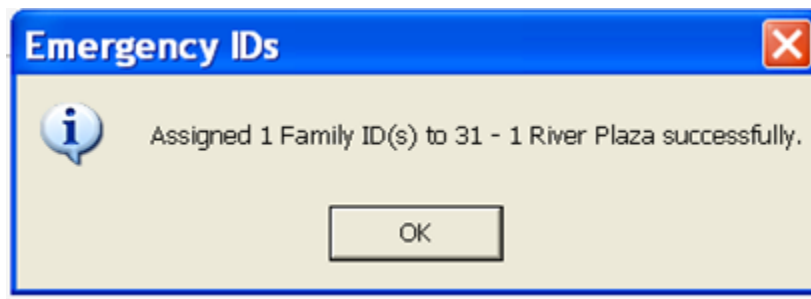 Emergency IDs
Assigned 1 Family ID(s) to 31 - 1 River Plaza successfully.
OK